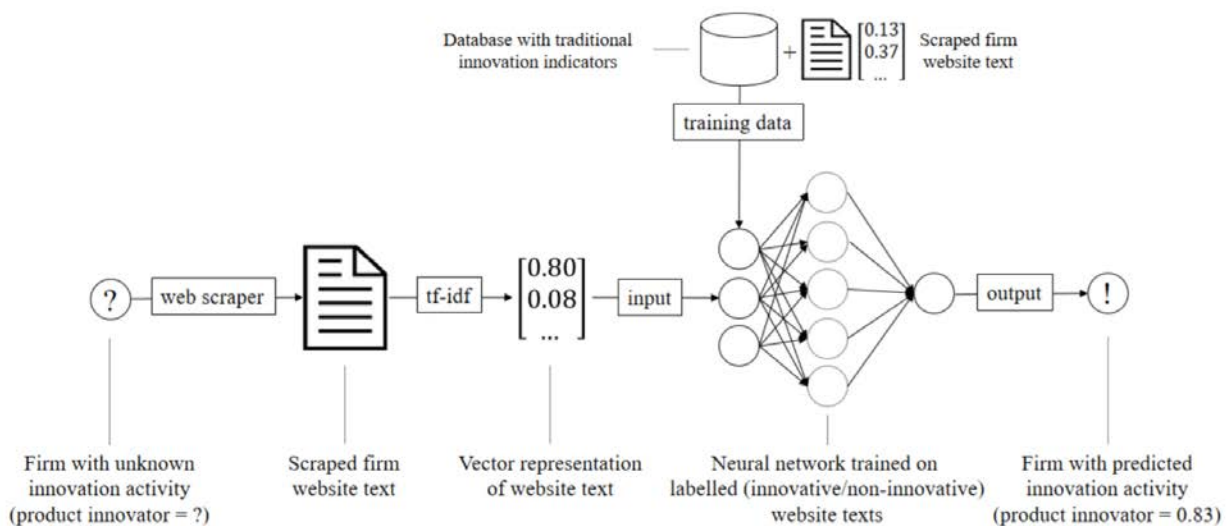 Database with traditional
innovation indicators
+
[0.13
0.37
...]
Scraped firm
website text
training data
?
web scraper
tf-idf
[0.80
0.08
...]
input
output
!
Firm with unknown
innovation activity
(product innovator = ?)
Scraped firm
website text
Vector representation
of website text
Neural network trained on
labelled (innovative/non-innovative)
website texts
Firm with predicted
innovation activity
(product innovator = 0.83)